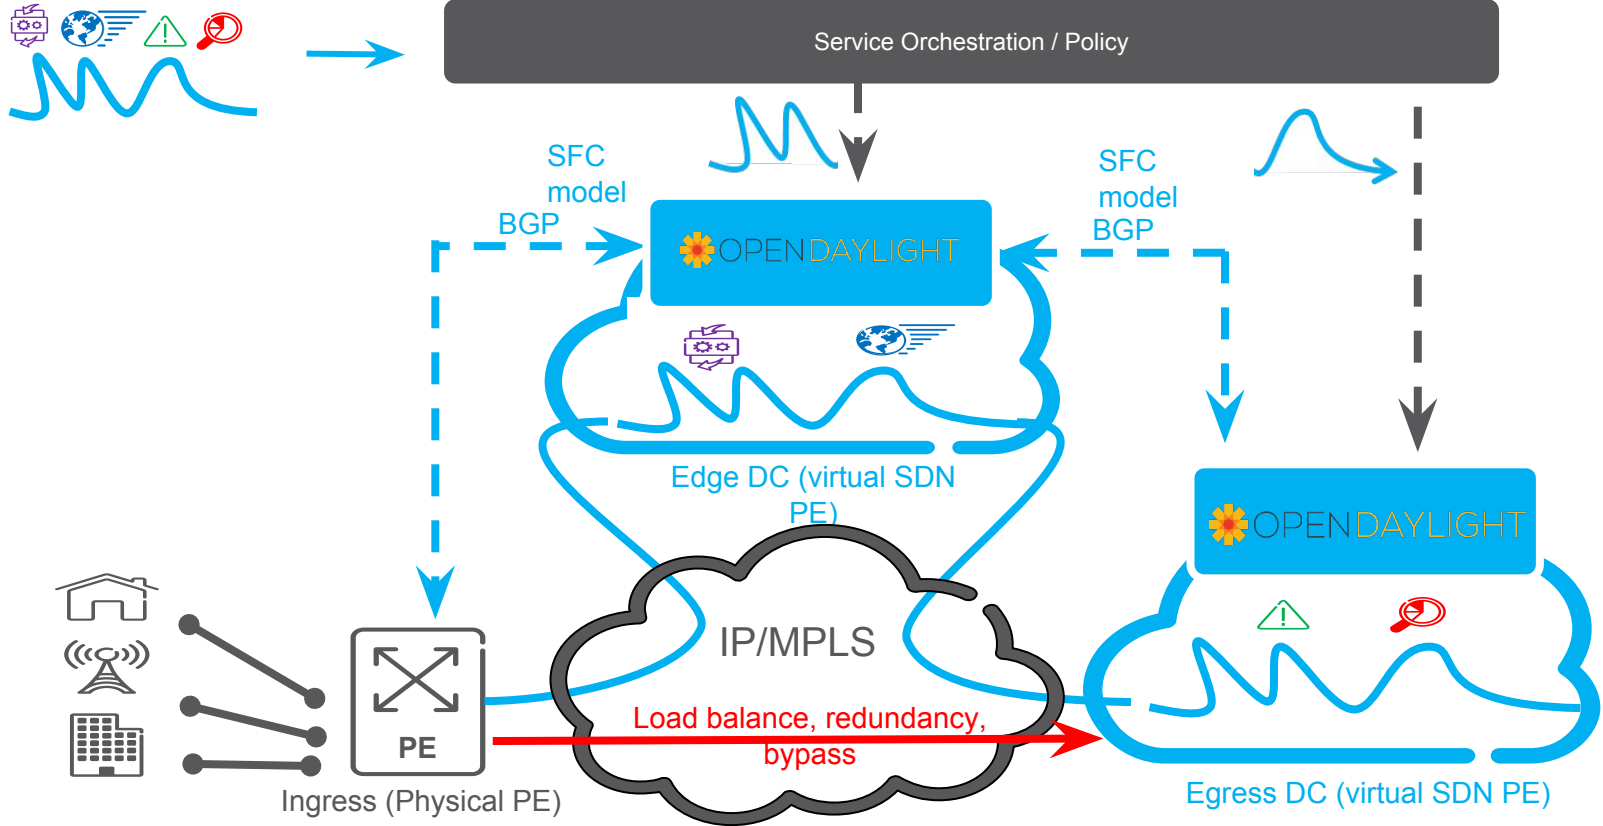 Service Orchestration / Policy
SFC
model
BGP
SFC
model
BGP
OPENDAYLIGHT
Edge DC (virtual SDN
PE)
OPENDAYLIGHT
IP/MPLS
Load balance, redundancy,
bypass
PE
Ingress (Physical PE)
Egress DC (virtual SDN PE)